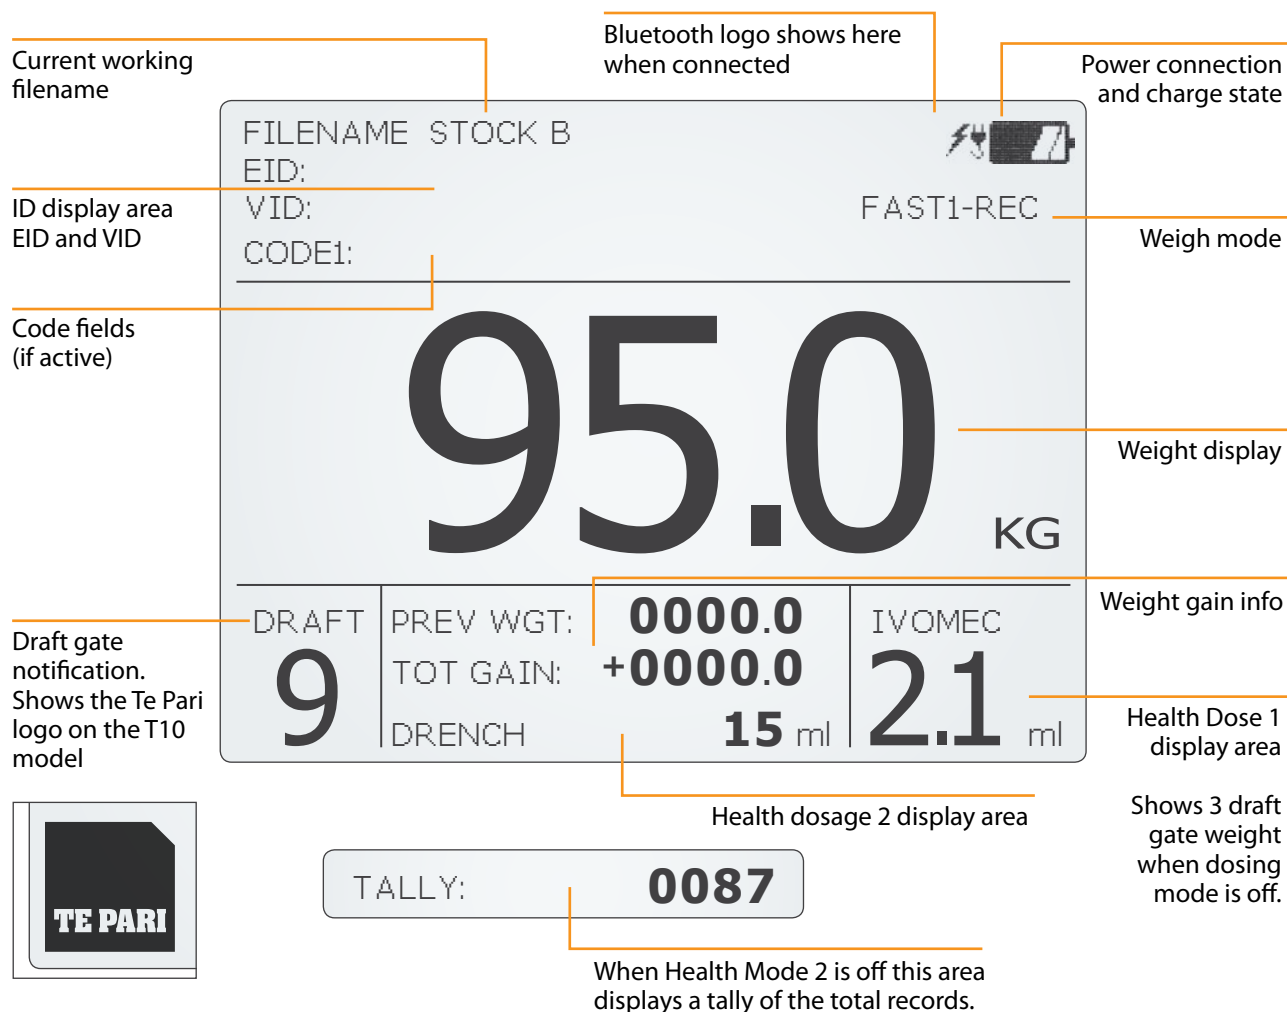 Current working
filename
Bluetooth logo shows here
when connected
Power connection
and charge state
FILENAME STOCK B
EID:
VID:
CODE1:
FAST1-REC
ID display area
EID and VID
Weigh mode
Code fields
(if active)
95.0
KG
Weight display
Weight gain info
DRAFT
9
PREV WGT: 0000.0
TOT GAIN: +0000.0
DRENCH 15 ml
IVOMEC
2.1 ml
Draft gate
notification.
Shows the Te Pari
logo on the T10
model
Health Dose 1
display area
Shows 3 draft
gate weight
when dosing
mode is off.
Health dosage 2 display area
TE PARI
TALLY: 0087
When Health Mode 2 is off this area
displays a tally of the total records.